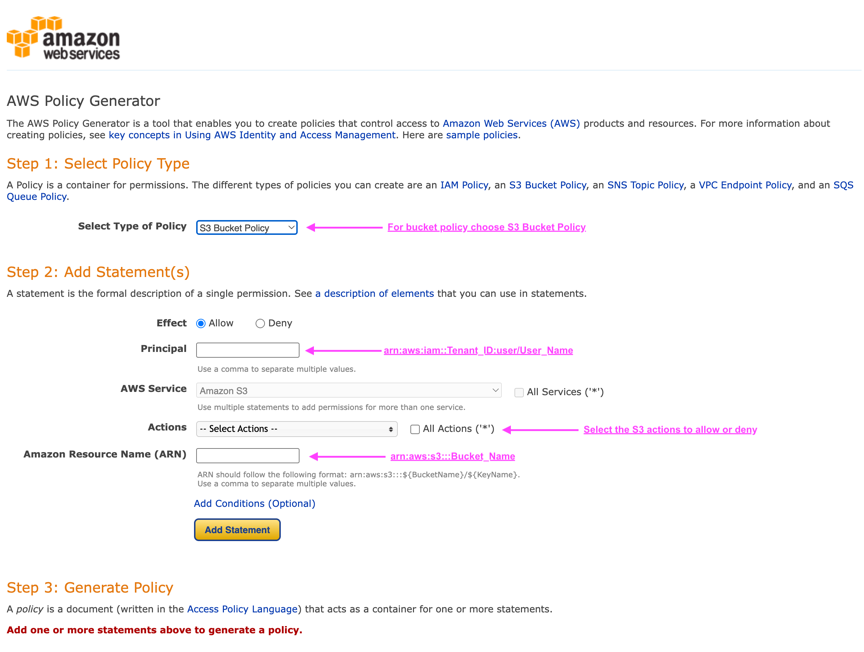 amazon
web services
AWS Policy Generator
The AWS Policy Generator is a tool that enables you to create policies that control access to Amazon Web Services (AWS) products and resources. For more information about
creating policies, see key concepts in Using AWS Identity and Access Management. Here are sample policies.
Step 1: Select Policy Type
A Policy is a container for permissions. The different types of policies you can create are an IAM Policy, an S3 Bucket Policy, an SNS Topic Policy, a VPC Endpoint Policy, and an SQS
Queue Policy.
Select Type of Policy S3 Bucket Policy For bucket policy choose S3 Bucket Policy
Step 2: Add Statement(s)
A statement is the formal description of a single permission. See a description of elements that you can use in statements.
Effect Allow Deny
Principal arn:aws:iam::Tenant_ID:user/User_Name
Use a comma to separate multiple values.
AWS Service Amazon S3 All Services ('*')
Use multiple statements to add permissions for more than one service.
Actions -- Select Actions -- All Actions ('*') Select the S3 actions to allow or deny
Amazon Resource Name (ARN) arn:aws:s3:::Bucket_Name
ARN should follow the following format: arn:aws:s3:::${BucketName}/${KeyName}.
Use a comma to separate multiple values.
Add Conditions (Optional)
Add Statement
Step 3: Generate Policy
A policy is a document (written in the Access Policy Language) that acts as a container for one or more statements.
Add one or more statements above to generate a policy.